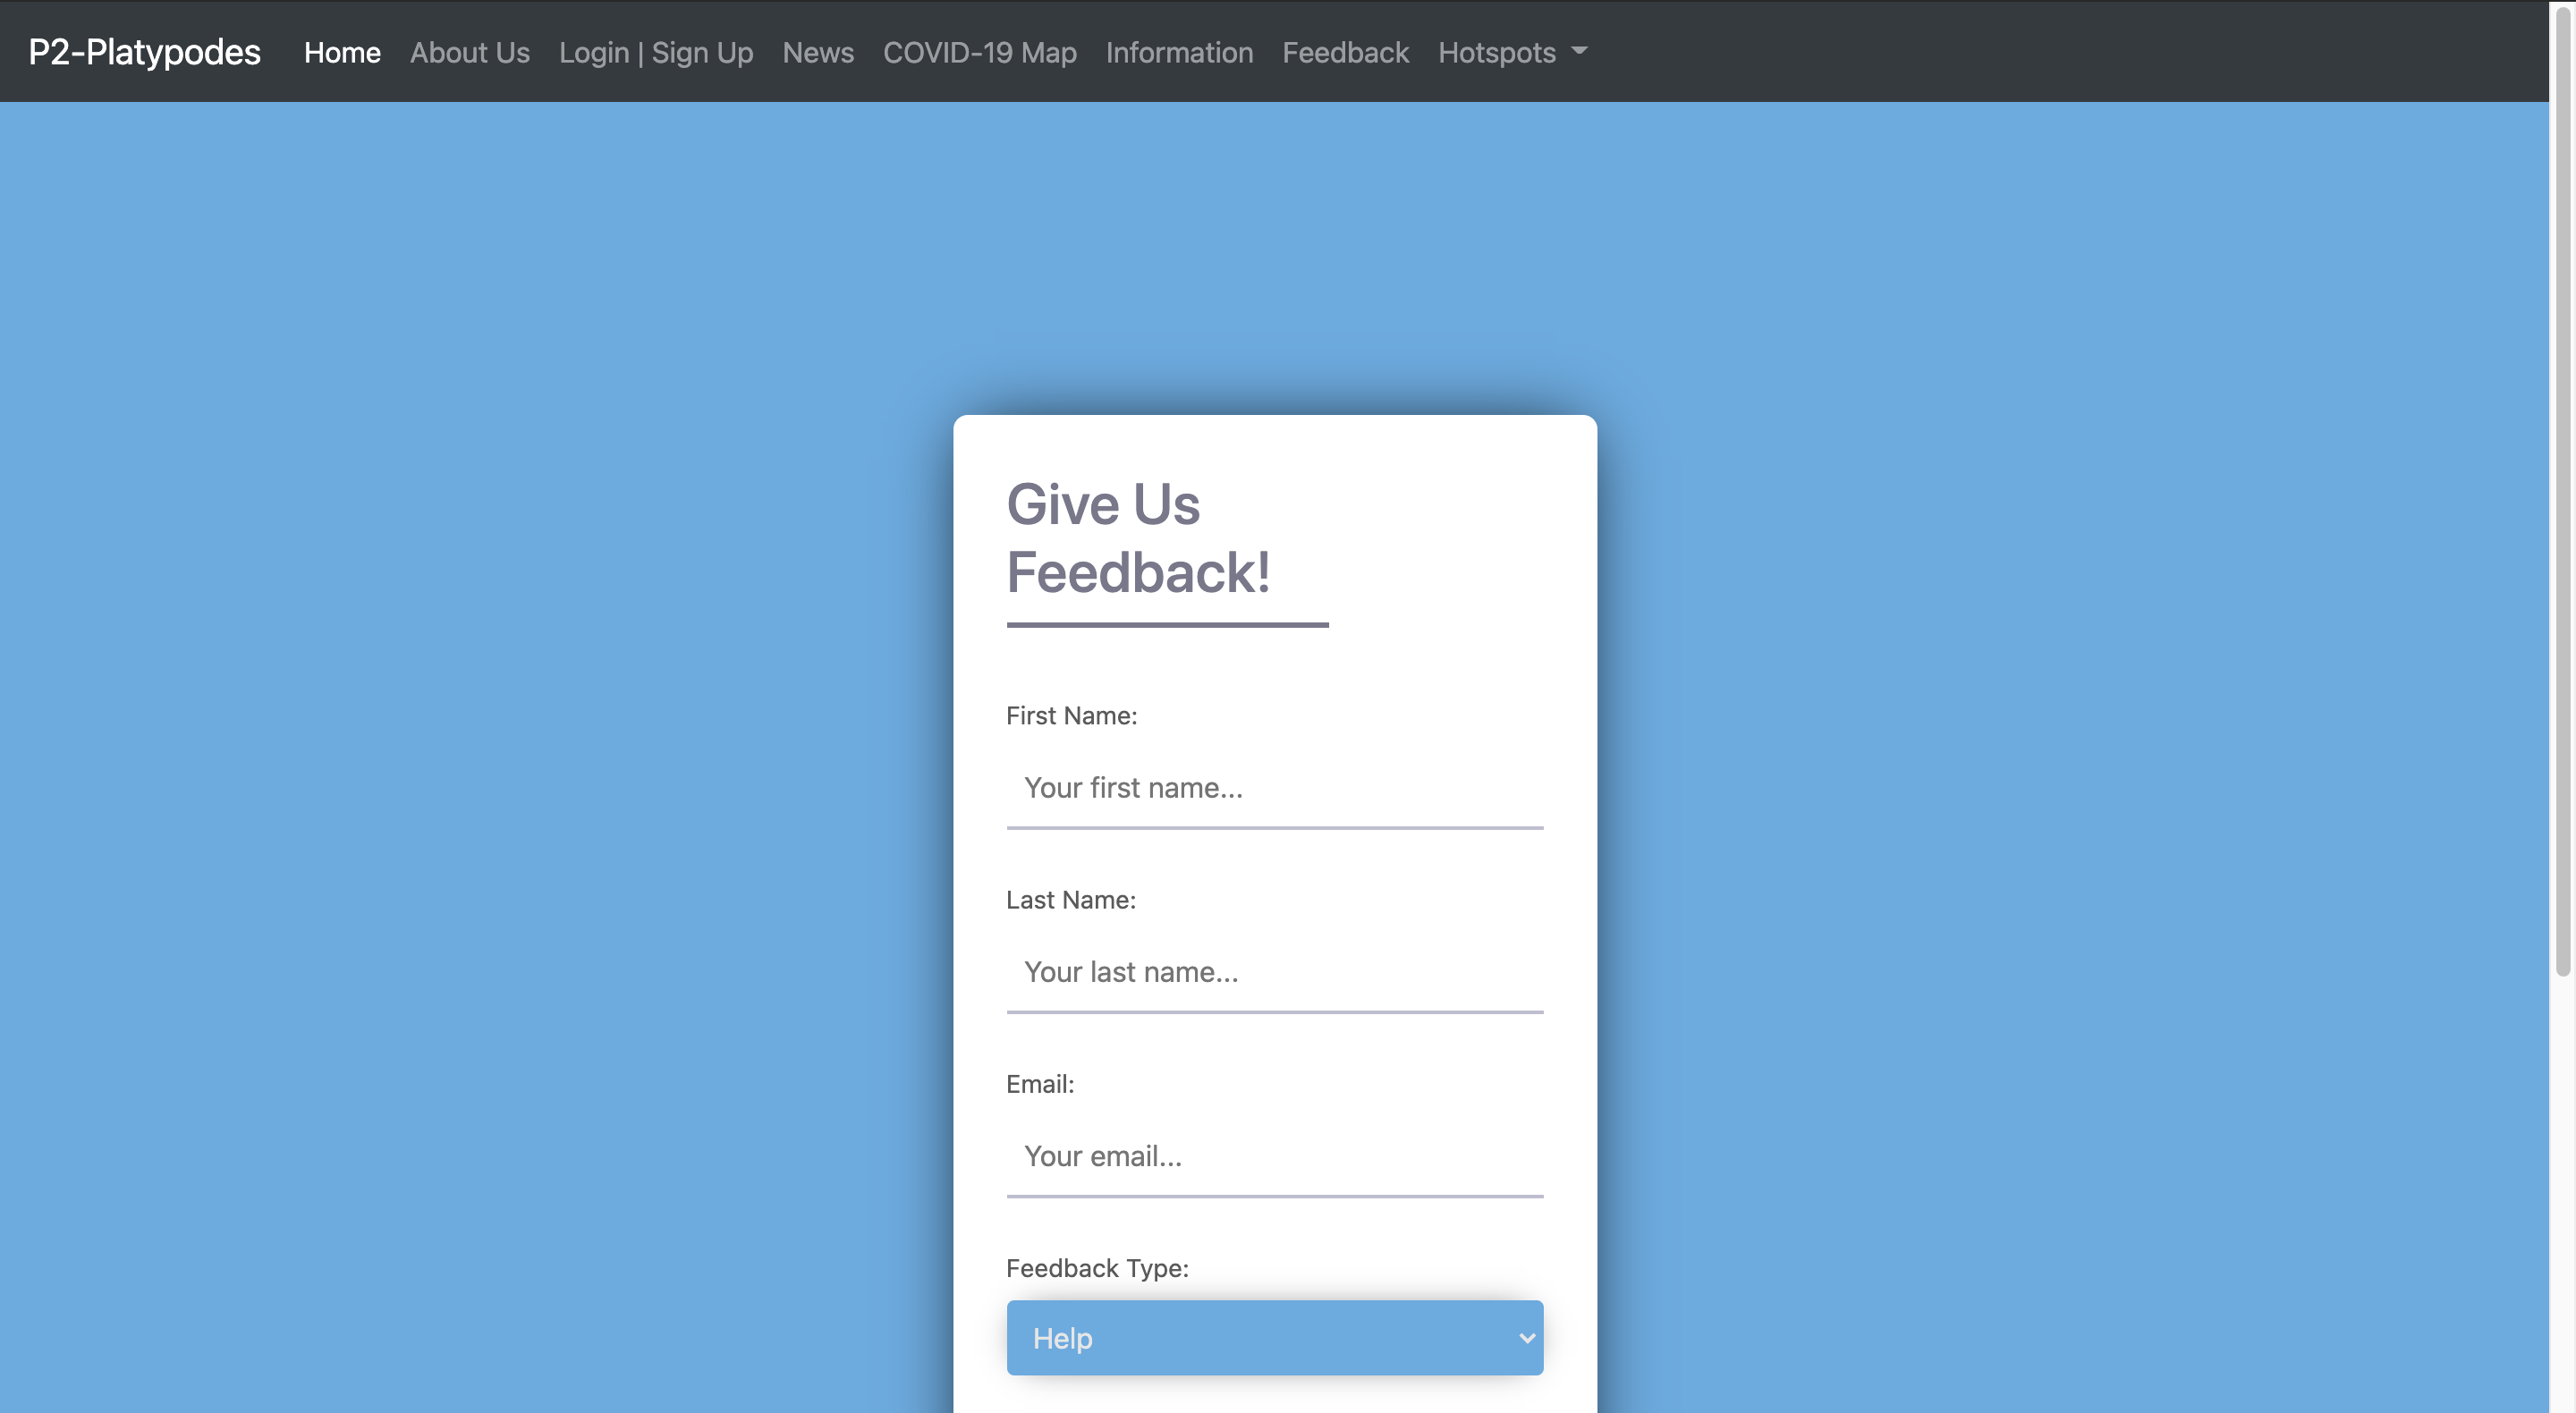 P2-Platypodes Home About Us Login | Sign Up News COVID-19 Map Information Feedback Hotspots
Give Us
Feedback!
First Name:
Your first name...
Last Name:
Your last name...
Email:
Your email...
Feedback Type:
Help